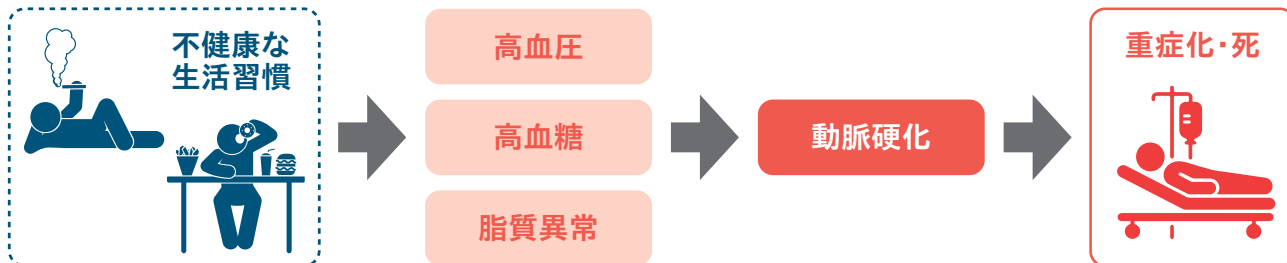 不健康な
生活習慣
高血圧
高血糖
脂質異常
動脈硬化
重症化・死